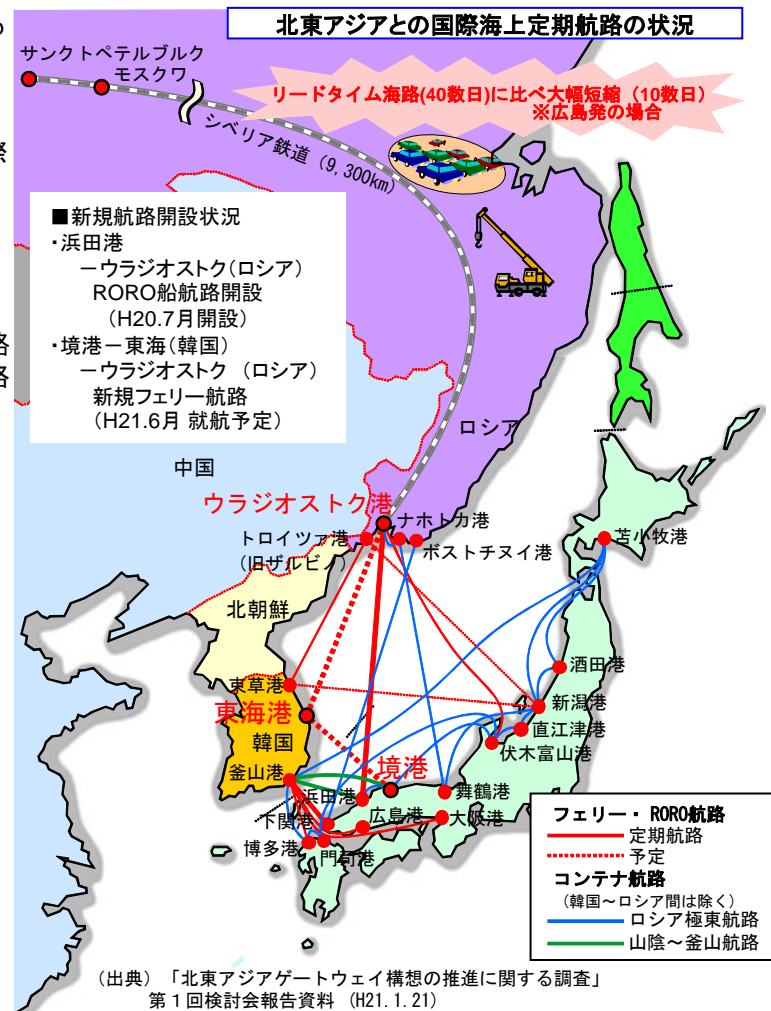 北東アジアとの国際海上定期航路の状況
サンクトペテルブルク
モスクワ
リードタイム海路(40数日)に比べ大幅短縮（10数日）
※広島発の場合
シベリア鉄道（9,300km）
■新規航路開設状況
・浜田港
－ウラジオストク(ロシア）
RORO船航路開設
（H20.7月開設）
・境港－東海(韓国）
－ウラジオストク （ロシア）
新規フェリー航路
（H21.6月 就航予定）
路
路
ロシア
中国
ウラジオストク港
ナホトカ港
トロイツァ港
（旧ザルビノ）
ボストチヌイ港
苫小牧港
北朝鮮
酒田港
東草港
新潟港
東海港
直江津港
韓国
伏木富山港
釜山港
境港
浜田港
舞鶴港
下関港
広島港
大阪港
博多港
門司港
フェリー・ RORO航路
定期航路
予定
コンテナ航路
（韓国～ロシア間は除く）
ロシア極東航路
山陰～釜山航路
（出典）「北東アジアゲートウェイ構想の推進に関する調査」
第１回検討会報告資料 （H21.1.21）